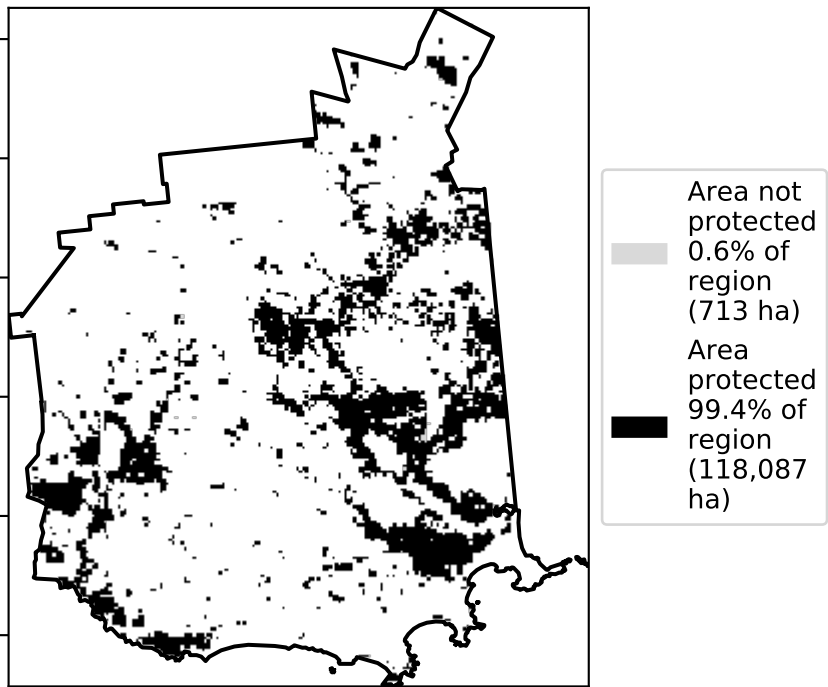 Area not
protected
0.6% of
region
(713 ha)
Area
protected
99.4% of
region
(118,087
ha)